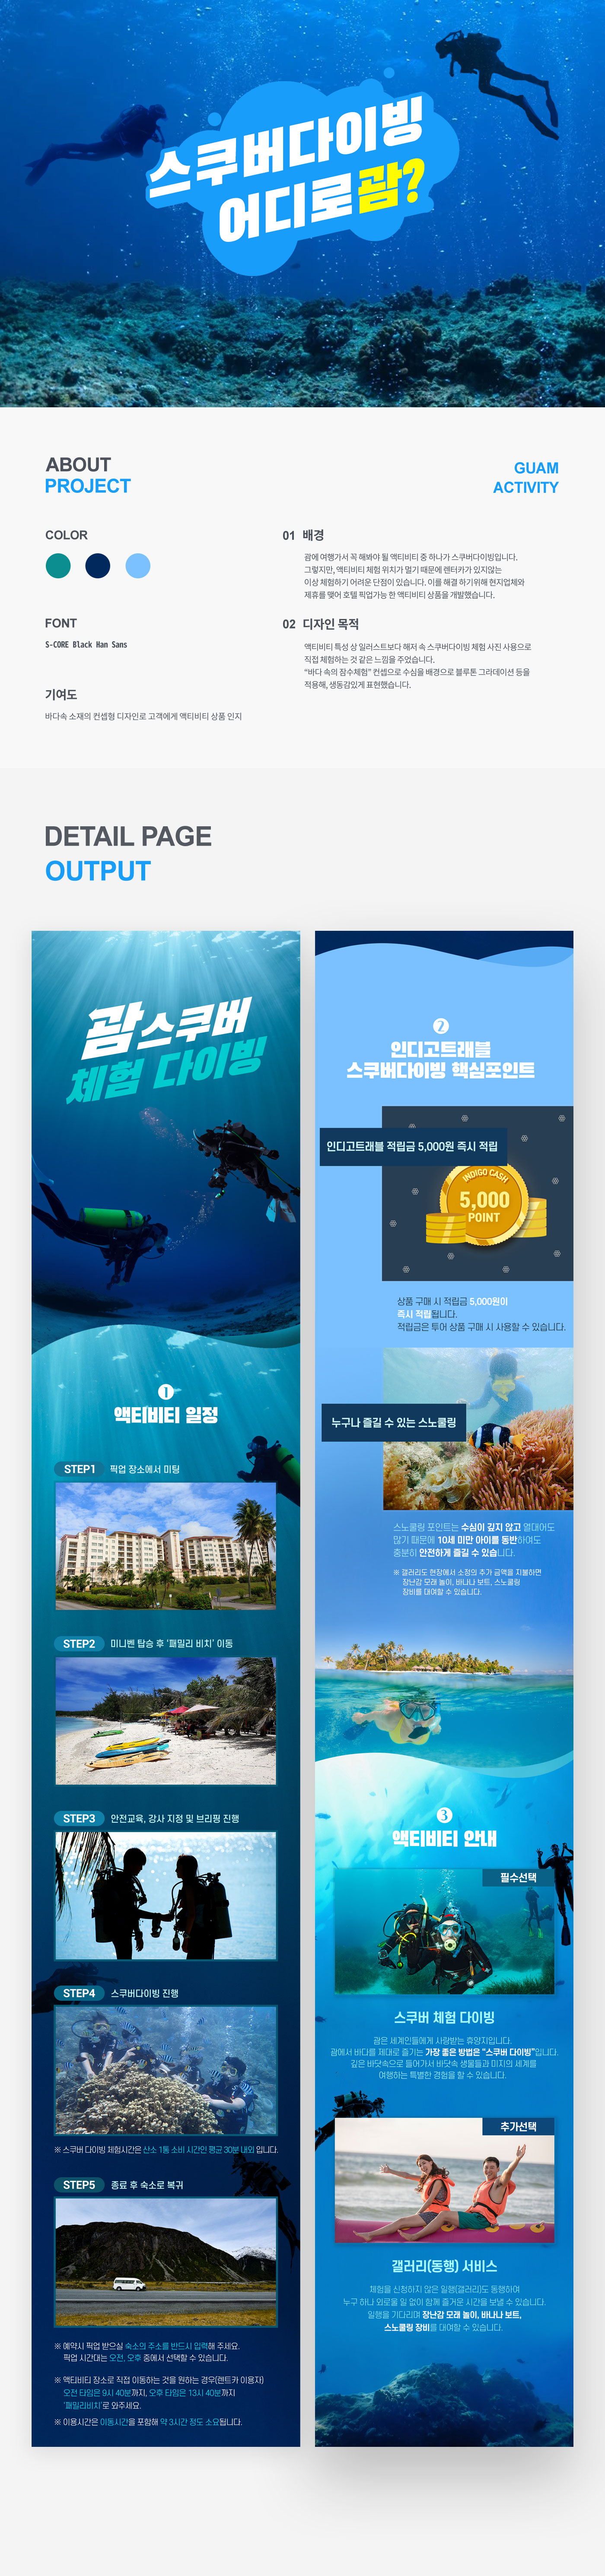 스쿠버다이빙
어디로괌?
ABOUT
PROJECT
GUAM
ACTIVITY
COLOR
FONT
S-CORE Black Han Sans
기여도
바다속 소재의 컨셉형 디자인로 고객에게 액티비티 상품 인지
01 배경
괌에 여행가서 꼭 해봐야 될 액티비티 중 하나가 스쿠버다이빙입니다.
그렇지만, 액티비티 체험 위치가 멀기 때문에 렌터카가 있지않는
이상 체험하기 어려운 단점이 있습니다. 이를 해결 하기위해 현지업체와
제휴를 맺어 호텔 픽업가능 한 액티비티 상품을 개발했습니다.
02 디자인 목적
액티비티 특성 상 일러스트보다 해저 속 스쿠버다이빙 체험 사진 사용으로
직접 체험하는 것 같은 느낌을 주었습니다.
“바다 속의 잠수체험” 컨셉으로 수심을 배경으로 블루톤 그라데이션 등을
적용해, 생동감있게 표현했습니다.
DETAIL PAGE
OUTPUT
괌스쿠버
체험 다이빙
1
액티비티 일정
STEP1 픽업 장소에서 미팅
STEP2 미니벤 탑승 후 ‘패밀리 비치’ 이동
STEP3 안전교육, 강사 지정 및 브리핑 진행
STEP4 스쿠버다이빙 진행
※ 스쿠버 다이빙 체험시간은 산소 1통 소비 시간인 평균 30분 내외 입니다.
STEP5 종료 후 숙소로 복귀
※ 예약시 픽업 받으실 숙소의 주소를 반드시 입력해 주세요.
픽업 시간대는 오전, 오후 중에서 선택할 수 있습니다.
※ 액티비티 장소로 직접 이동하는 것을 원하는 경우(렌트카 이용자)
오전 타임은 9시 40분까지, 오후 타임은 13시 40분까지
‘패밀리비치’로 와주세요.
※ 이용시간은 이동시간을 포함해 약 3시간 정도 소요됩니다.
2
인디고트래블
스쿠버다이빙 핵심포인트
인디고트래블 적립금 5,000원 즉시 적립
INDIGO CASH
5,000
POINT
상품 구매 시 적립금 5,000원이
즉시 적립됩니다.
적립금은 투어 상품 구매 시 사용할 수 있습니다.
누구나 즐길 수 있는 스노쿨링
스노쿨링 포인트는 수심이 깊지 않고 열대어도
많기 때문에 10세 미만 아이를 동반하여도
충분히 안전하게 즐길 수 있습니다.
※ 갤러리도 현장에서 소정의 추가 금액을 지불하면
장난감 모래 놀이, 바나나 보트, 스노쿨링
장비를 대여할 수 있습니다.
3
액티비티 안내
필수선택
스쿠버 체험 다이빙
괌은 세계인들에게 사랑받는 휴양지입니다.
괌에서 바다를 제대로 즐기는 가장 좋은 방법은 “스쿠버 다이빙”입니다.
깊은 바닷속으로 들어가서 바닷속 생물들과 미지의 세계를
여행하는 특별한 경험을 할 수 있습니다.
추가선택
갤러리(동행) 서비스
체험을 신청하지 않은 일행(갤러리)도 동행하여
누구 하나 외로울 일 없이 함께 즐거운 시간을 보낼 수 있습니다.
일행을 기다리며 장난감 모래 놀이, 바나나 보트,
스노쿨링 장비를 대여할 수 있습니다.